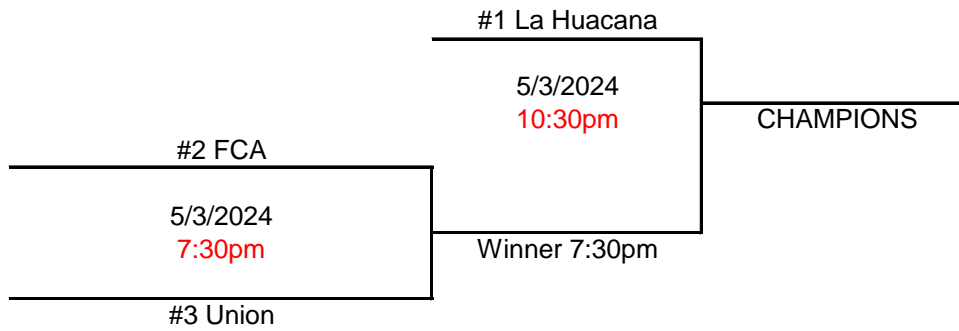 #1 La Huacana
5/3/2024
10:30pm
CHAMPIONS
#2 FCA
5/3/2024
7:30pm
Winner 7:30pm
#3 Union